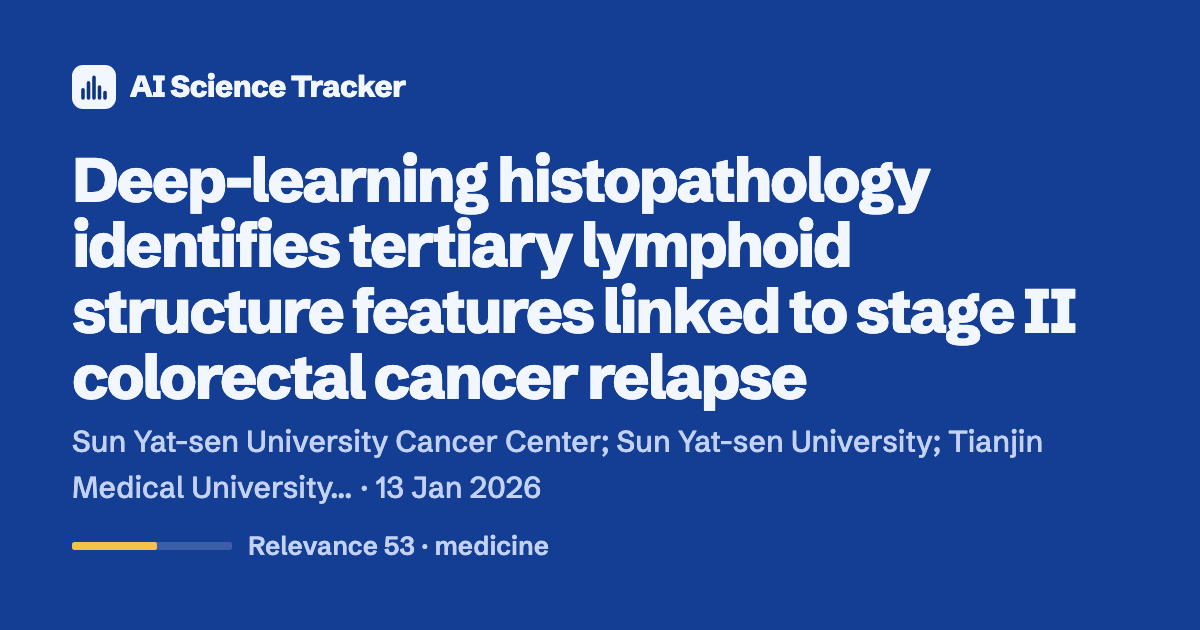 AI Science Tracker
Deep-learning histopathology
identifies tertiary lymphoid
structure features linked to stage II
colorectal cancer relapse
Sun Yat-sen University Cancer Center; Sun Yat-sen University; Tianjin
Medical University... · 13 Jan 2026
Relevance 53 · medicine